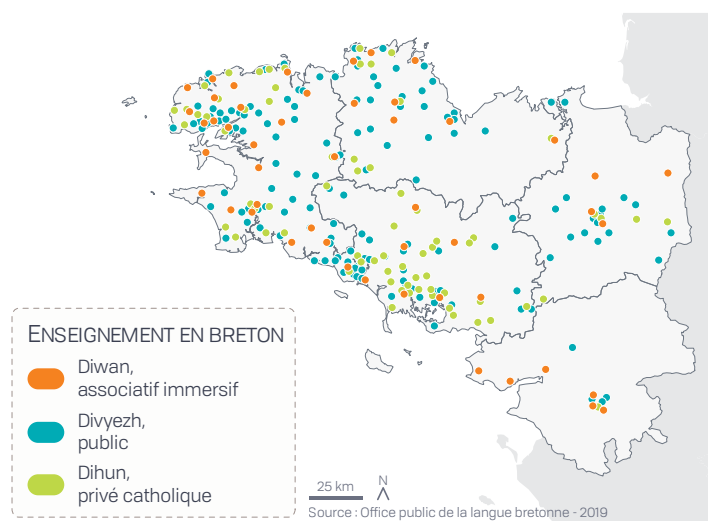 ENSEIGNEMENT EN BRETON
Diwan,
associatif immersif
Divyezh,
public
Dihun,
privé catholique
25 km
N
Source : Office public de la langue bretonne - 2019